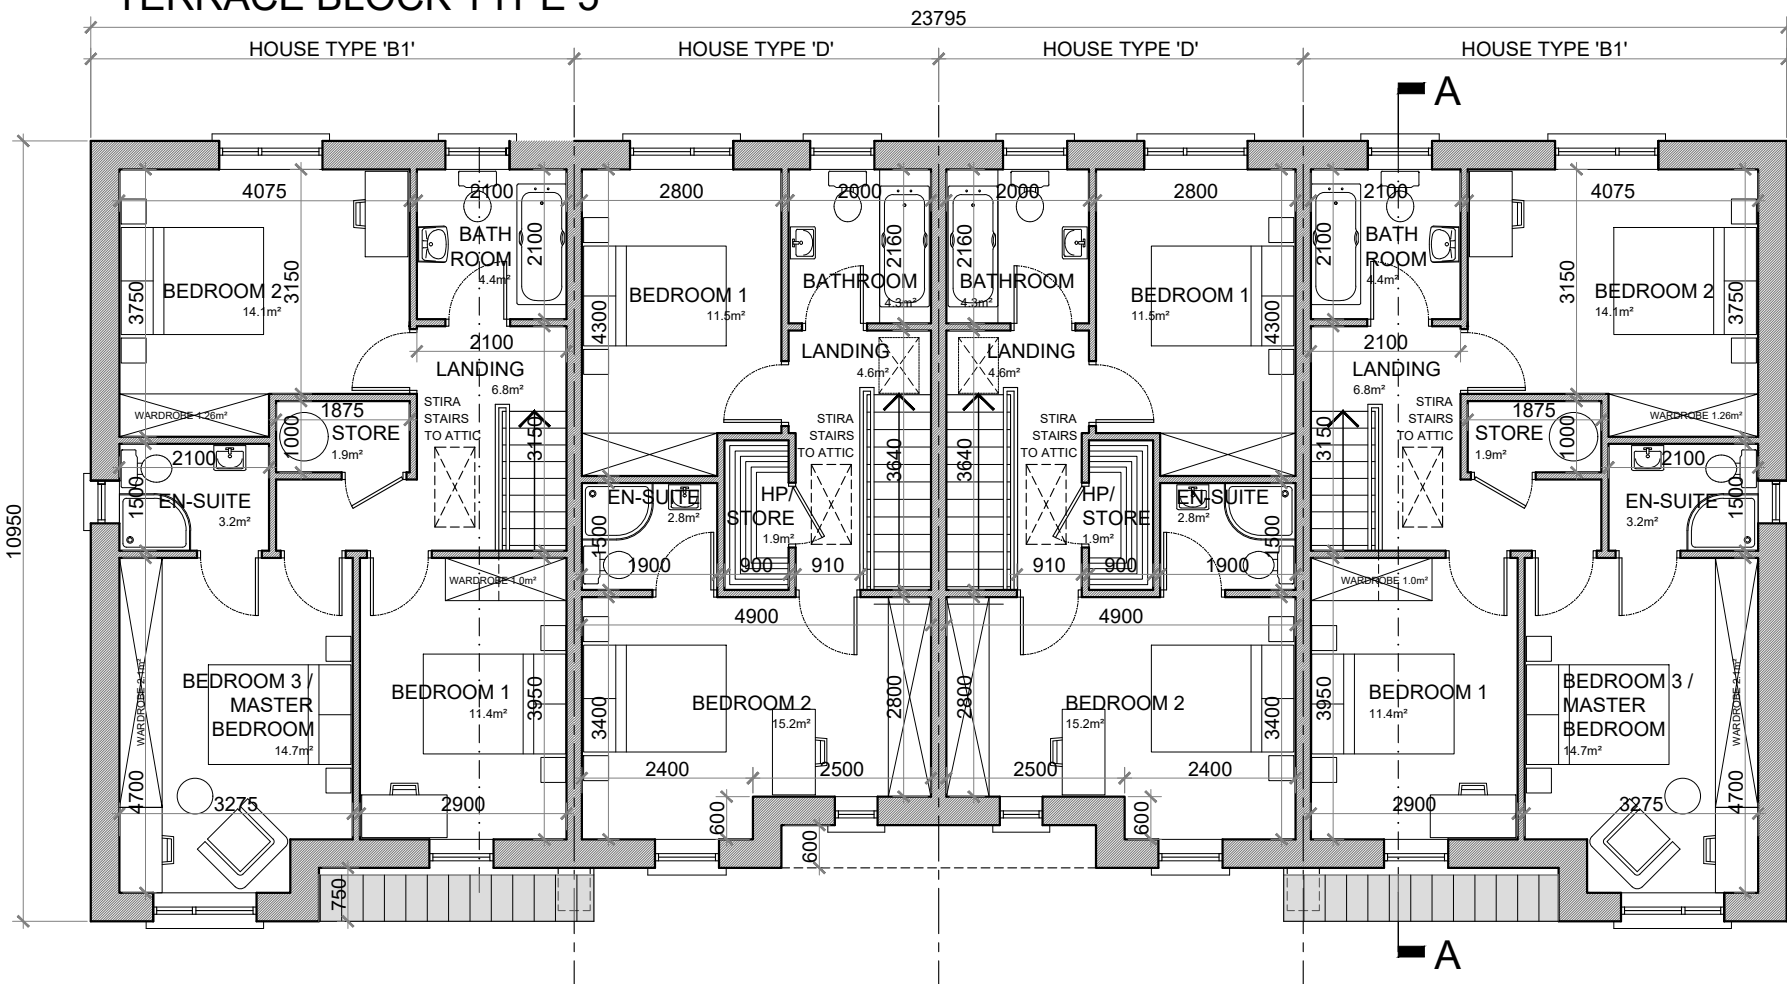 TERRACE BLOCK TYPE 5
23795
HOUSE TYPE 'B1'
HOUSE TYPE 'D'
HOUSE TYPE 'D'
HOUSE TYPE 'B1'
A
10950
4075
3150
3750
BEDROOM 2
14.1m²
WARDROBE 1.26m²
2100
2100
BATH
ROOM
4.4m²
2100
LANDING
6.8m²
STIRA
STAIRS
TO ATTIC
3150
1875
1000
STORE
1.9m²
2100
1500
EN-SUITE
3.2m²
WARDROBE 1.0m²
WARDROBE 2.1m²
BEDROOM 3 /
MASTER
BEDROOM
14.7m²
4700
3275
BEDROOM 1
11.4m²
3950
2900
750
2800
BEDROOM 1
11.5m²
4300
2000
2160
BATHROOM
4.3m²
LANDING
4.6m²
STIRA
STAIRS
TO ATTIC
3640
EN-SUITE
2.8m²
1500
1900
HP/
STORE
1.9m²
900
910
4900
BEDROOM 2
15.2m²
3400
2800
2400
2500
600
600
2000
2160
BATHROOM
4.3m²
2800
BEDROOM 1
11.5m²
4300
LANDING
4.6m²
STIRA
STAIRS
TO ATTIC
3640
HP/
STORE
1.9m²
EN-SUITE
2.8m²
1500
910
900
1900
4900
BEDROOM 2
15.2m²
2800
3400
2500
2400
600
2100
2100
BATH
ROOM
4.4m²
4075
3150
3750
BEDROOM 2
14.1m²
2100
LANDING
6.8m²
STIRA
STAIRS
TO ATTIC
3150
1875
1000
STORE
1.9m²
WARDROBE 1.26m²
2100
1500
EN-SUITE
3.2m²
WARDROBE 1.0m²
WARDROBE 2.1m²
BEDROOM 1
11.4m²
3950
2900
BEDROOM 3 /
MASTER
BEDROOM
14.7m²
4700
3275
A